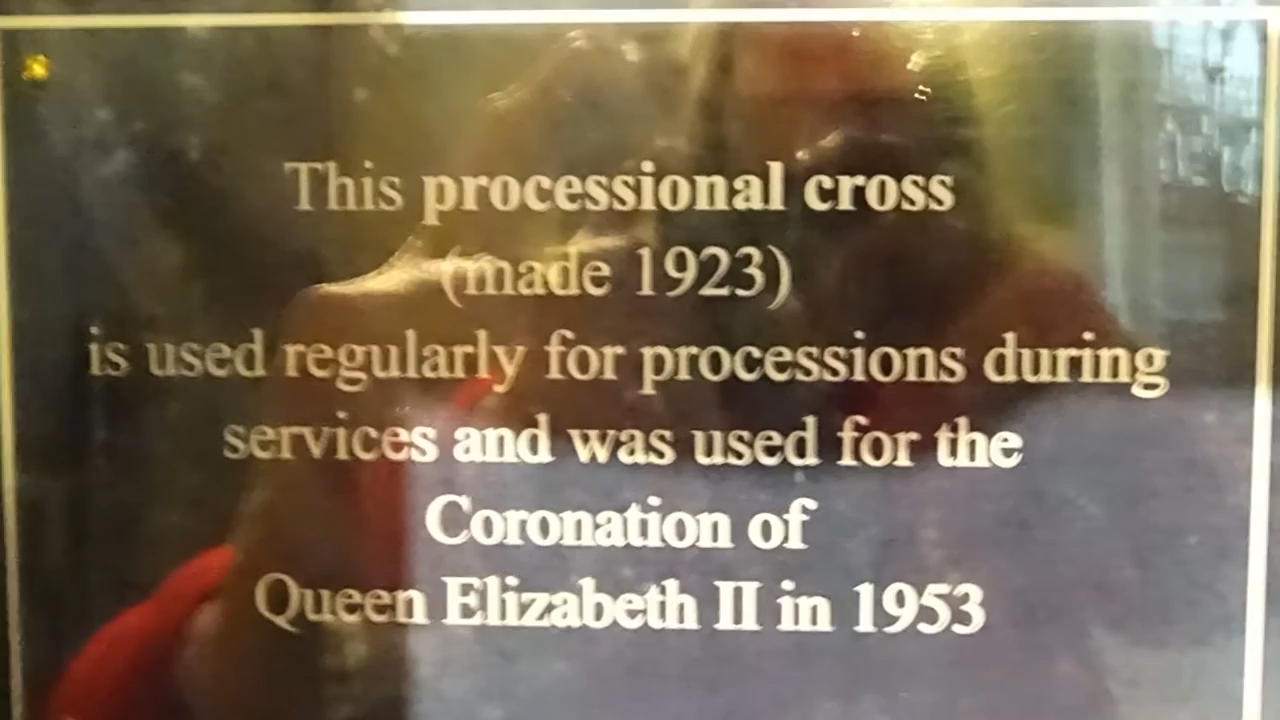 This processional cross
(made 1923)
is used regularly for processions during
services and was used for the
Coronation of
Queen Elizabeth II in 1953